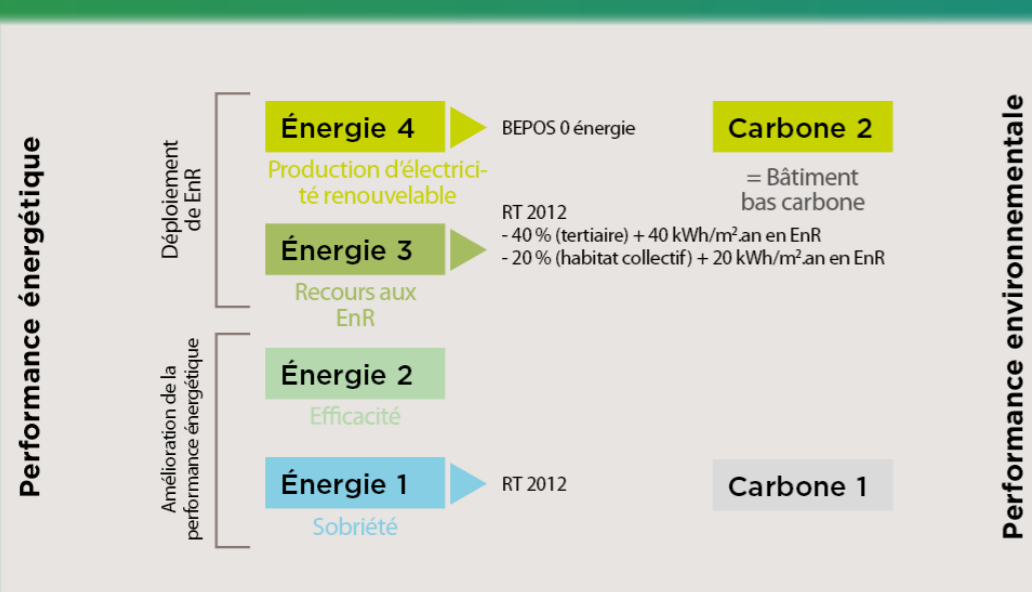 Performance énergétique
Déploiement
de EnR
Énergie 4
Production d'électrici-
té renouvelable
BEPOS 0 énergie
Énergie 3
Recours aux
EnR
RT 2012
- 40 % (tertiaire) + 40 kWh/m².an en EnR
- 20 % (habitat collectif) + 20 kWh/m².an en EnR
Amélioration de la
performance energétique
Énergie 2
Efficacité
Énergie 1
Sobriété
RT 2012
Carbone 2
= Bâtiment
bas carbone
Carbone 1
Performance environnementale